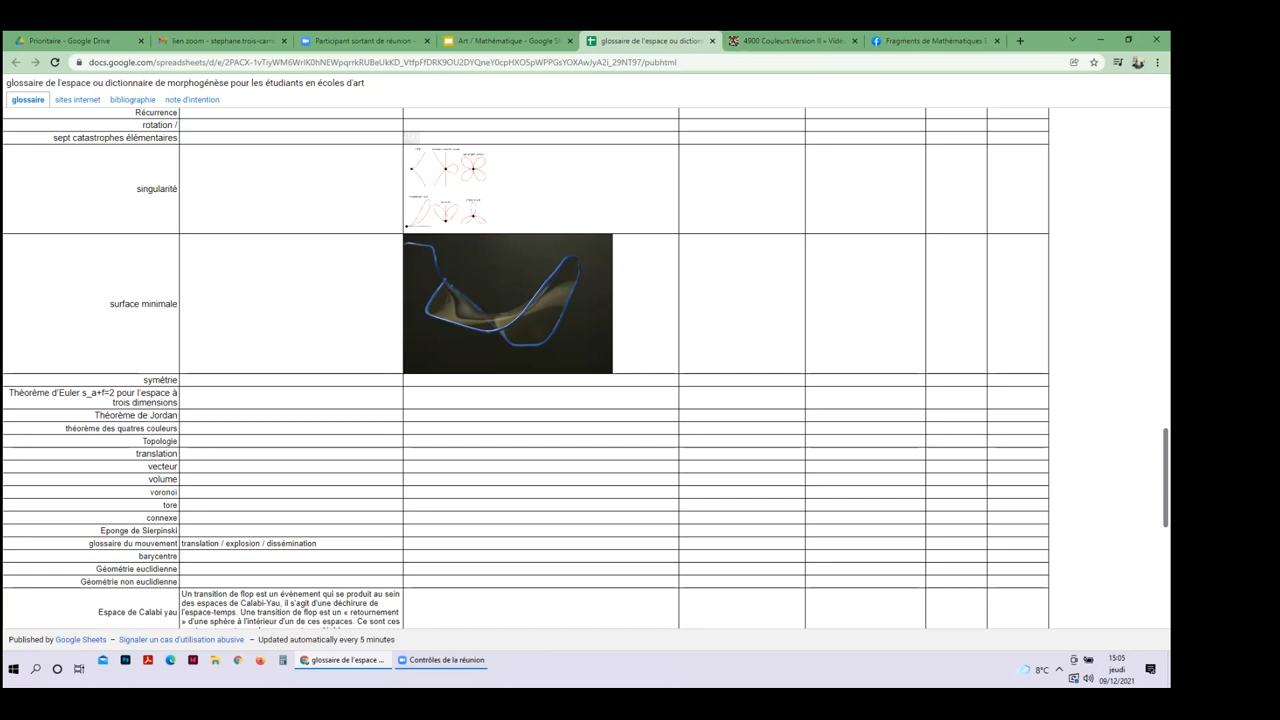 Prioritaire - Google Drive
lien zoom - stephane.trois-carr
Participant sortant de réunion -
Art / Mathématique - Google S
glossaire de l'espace ou dictionn
4900 Couleurs:Version II » Vide
Fragments de Mathématiques
docs.google.com/spreadsheets/d/e/
glossaire de l'espace ou dictionnaire de morphogénèse pour les étudiants en écoles d'art
glossaire sites internet bibliographie note d'intention
Récurrence
rotation /
sept catastrophes élémentaires
singularité
surface minimale
symétrie
Théorème d'Euler s_a+f=2 pour l'espace à
trois dimensions
Théorème de Jordan
théorème des quatres couleurs
Topologie
translation
vecteur
volume
voronoï
tore
connexe
Eponge de Sierpinski
glossaire du mouvement translation / explosion / dissémination
barycentre
Géométrie euclidienne
Géométrie non euclidienne
Espace de Calabi yau
Un transition de flop est un évènement qui se produit au sein
des espaces de Calabi-Yau, il s'agit d'une déchirure de
l'espace-temps. Une transition de flop est un « retournement
» d'une sphère à l'intérieur d'un de ces espaces. Ce sont ces
Published by Google Sheets – Signaler un cas d'utilisation abusive – Updated automatically every 5 minutes
glossaire de l'espace ...
Contrôles de la réunion
8°C
15:05
jeudi
09/12/2021